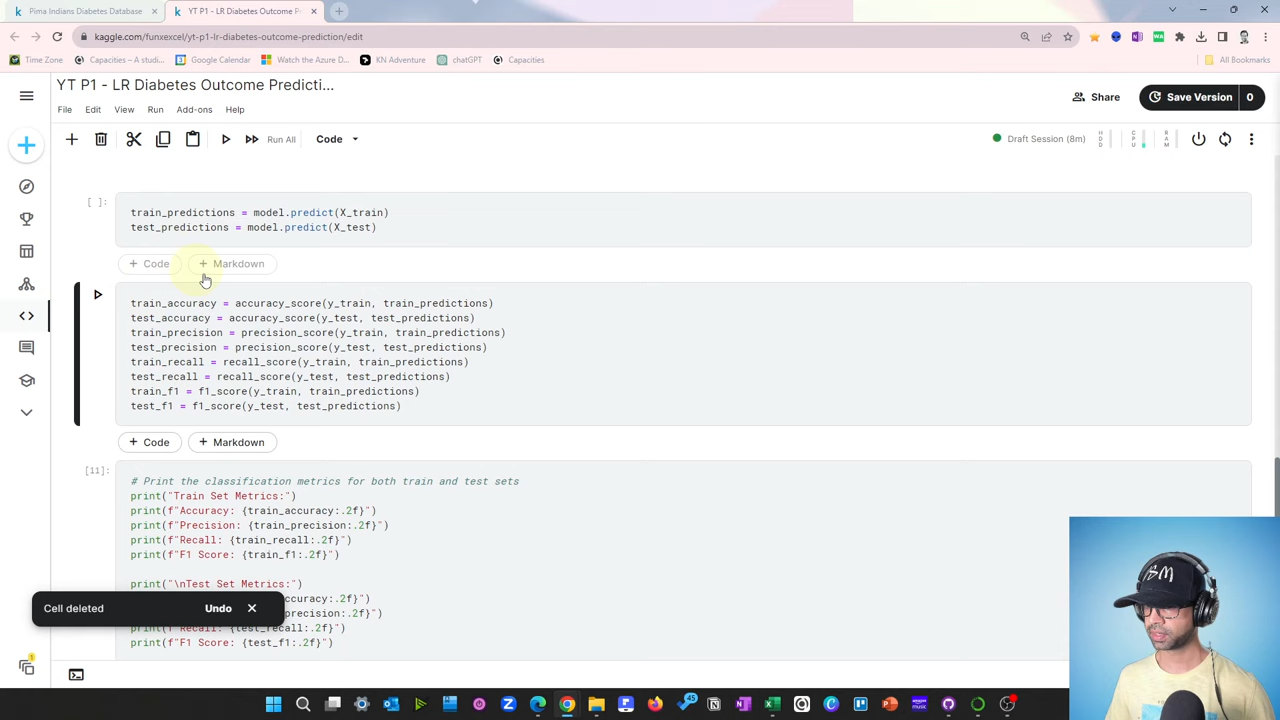 Pima Indians Diabetes Database
YT P1 - LR Diabetes Outcome P
kaggle.com/funxexcel/yt-p1-lr-diabetes-outcome-prediction/edit
Time Zone
Capacities – A studi...
Google Calendar
Watch the Azure D...
KN Adventure
chatGPT
Capacities
All Bookmarks
YT P1 - LR Diabetes Outcome Predicti...
File Edit View Run Add-ons Help
Share
Save Version 0
Run All
Code
Draft Session (8m)
HDD
CPU
RAM
[ ]:
train_predictions = model.predict(X_train)
test_predictions = model.predict(X_test)
+ Code + Markdown
train_accuracy = accuracy_score(y_train, train_predictions)
test_accuracy = accuracy_score(y_test, test_predictions)
train_precision = precision_score(y_train, train_predictions)
test_precision = precision_score(y_test, test_predictions)
train_recall = recall_score(y_train, train_predictions)
test_recall = recall_score(y_test, test_predictions)
train_f1 = f1_score(y_train, train_predictions)
test_f1 = f1_score(y_test, test_predictions)
+ Code + Markdown
[11]:
# Print the classification metrics for both train and test sets
print("Train Set Metrics:")
print(f"Accuracy: {train_accuracy:.2f}")
print(f"Precision: {train_precision:.2f}")
print(f"Recall: {train_recall:.2f}")
print(f"F1 Score: {train_f1:.2f}")
print("\nTest Set Metrics:")
ccuracy:.2f}")
recision:.2f}")
print(f"Recall: {test_recall:.2f}")
print(f"F1 Score: {test_f1:.2f}")
Cell deleted
Undo
ISM
45